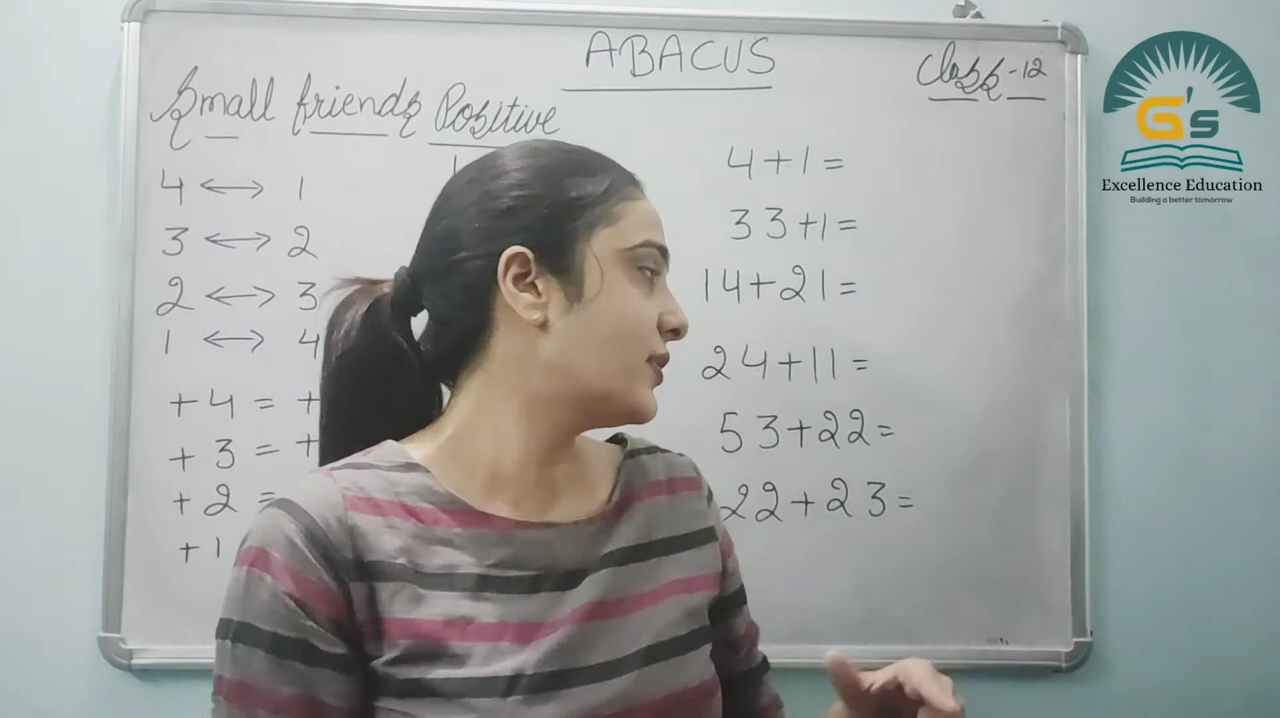 ABACUS
Class-12
Small friends Positive
4 ↔ 1
3 ↔ 2
2 ↔ 3
1 ↔ 4
+4 = +
+3 = +
+2 =
+1
4+1=
33+1=
14+21=
24+11=
53+22=
22+23=
G's
Excellence Education
Building a better tomorrow